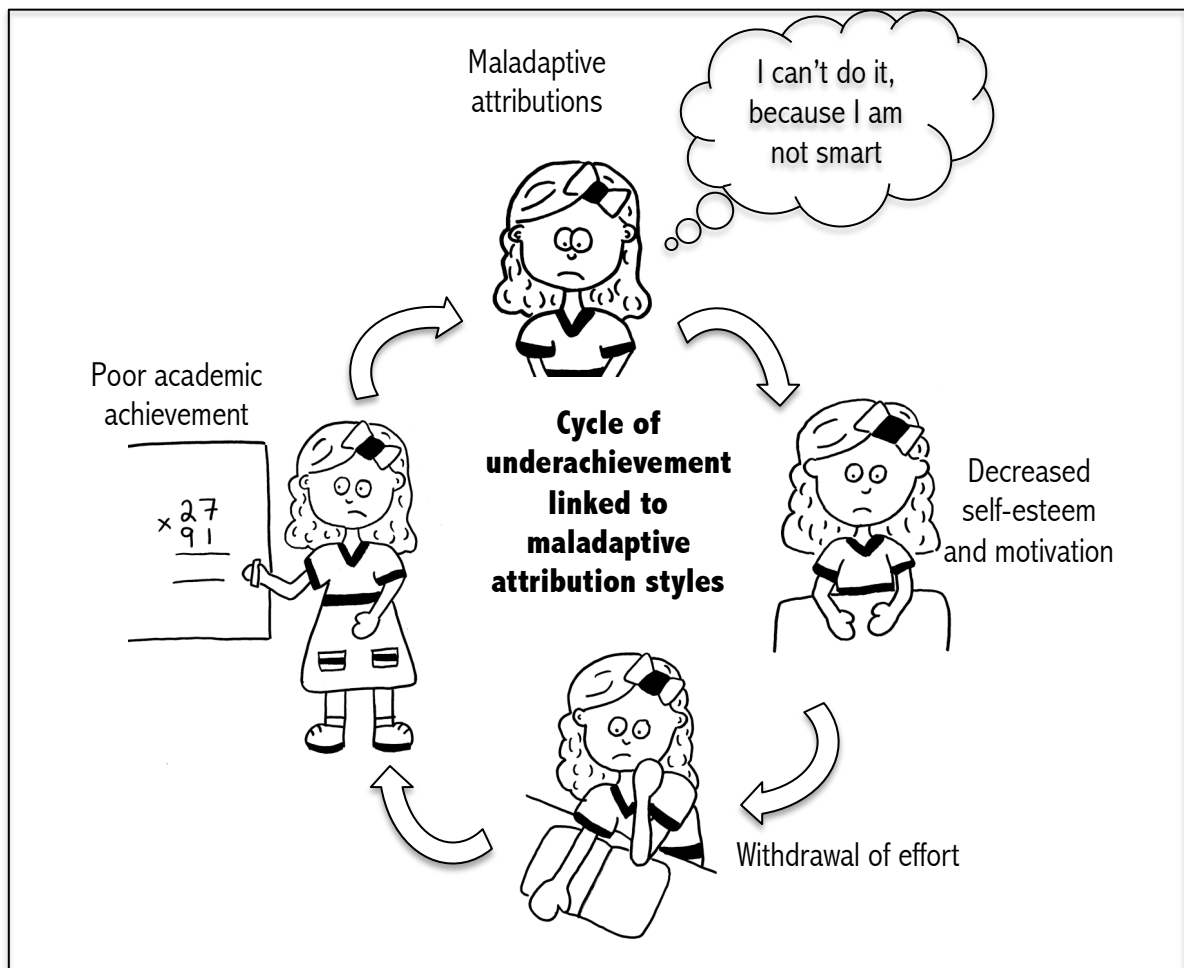 Maladaptive
attributions
I can't do it,
because I am
not smart
Poor academic
achievement
× 27
91
Cycle of
underachievement
linked to
maladaptive
attribution styles
Decreased
self-esteem
and motivation
Withdrawal of effort